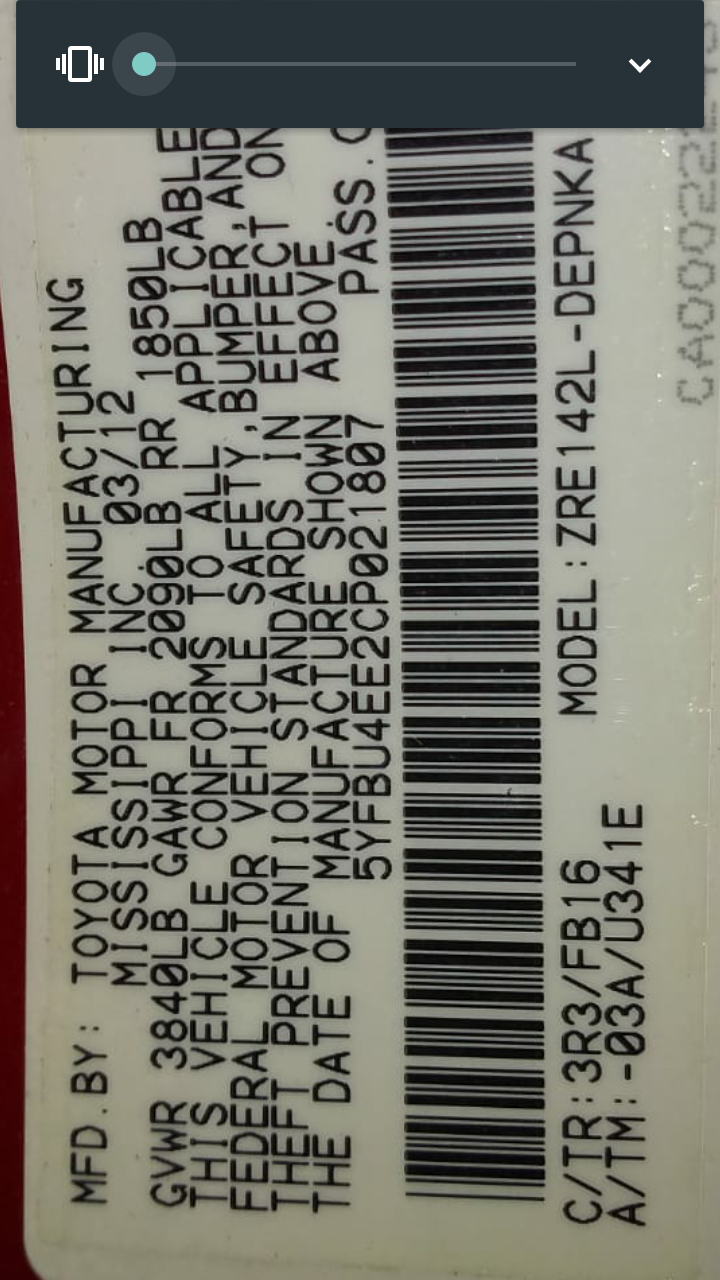 MFD.BY: TOYOTA MOTOR MANUFACTURING
MISSISSIPPI INC 03/12
GVWR 3840LB GAWR FR 2090LB RR 1850LB
THIS VEHICLE CONFORMS TO ALL APPLICABLE
FEDERAL MOTOR VEHICLE SAFETY,BUMPER,AND
THEFT PREVENTION STANDARDS IN EFFECT ON
THE DATE OF MANUFACTURE SHOWN ABOVE
5YFBU4EE2CP021807 PASS.
C/TR:3R3/FB16 MODEL:ZRE142L-DEPNKA
A/TM:-03A/U341E